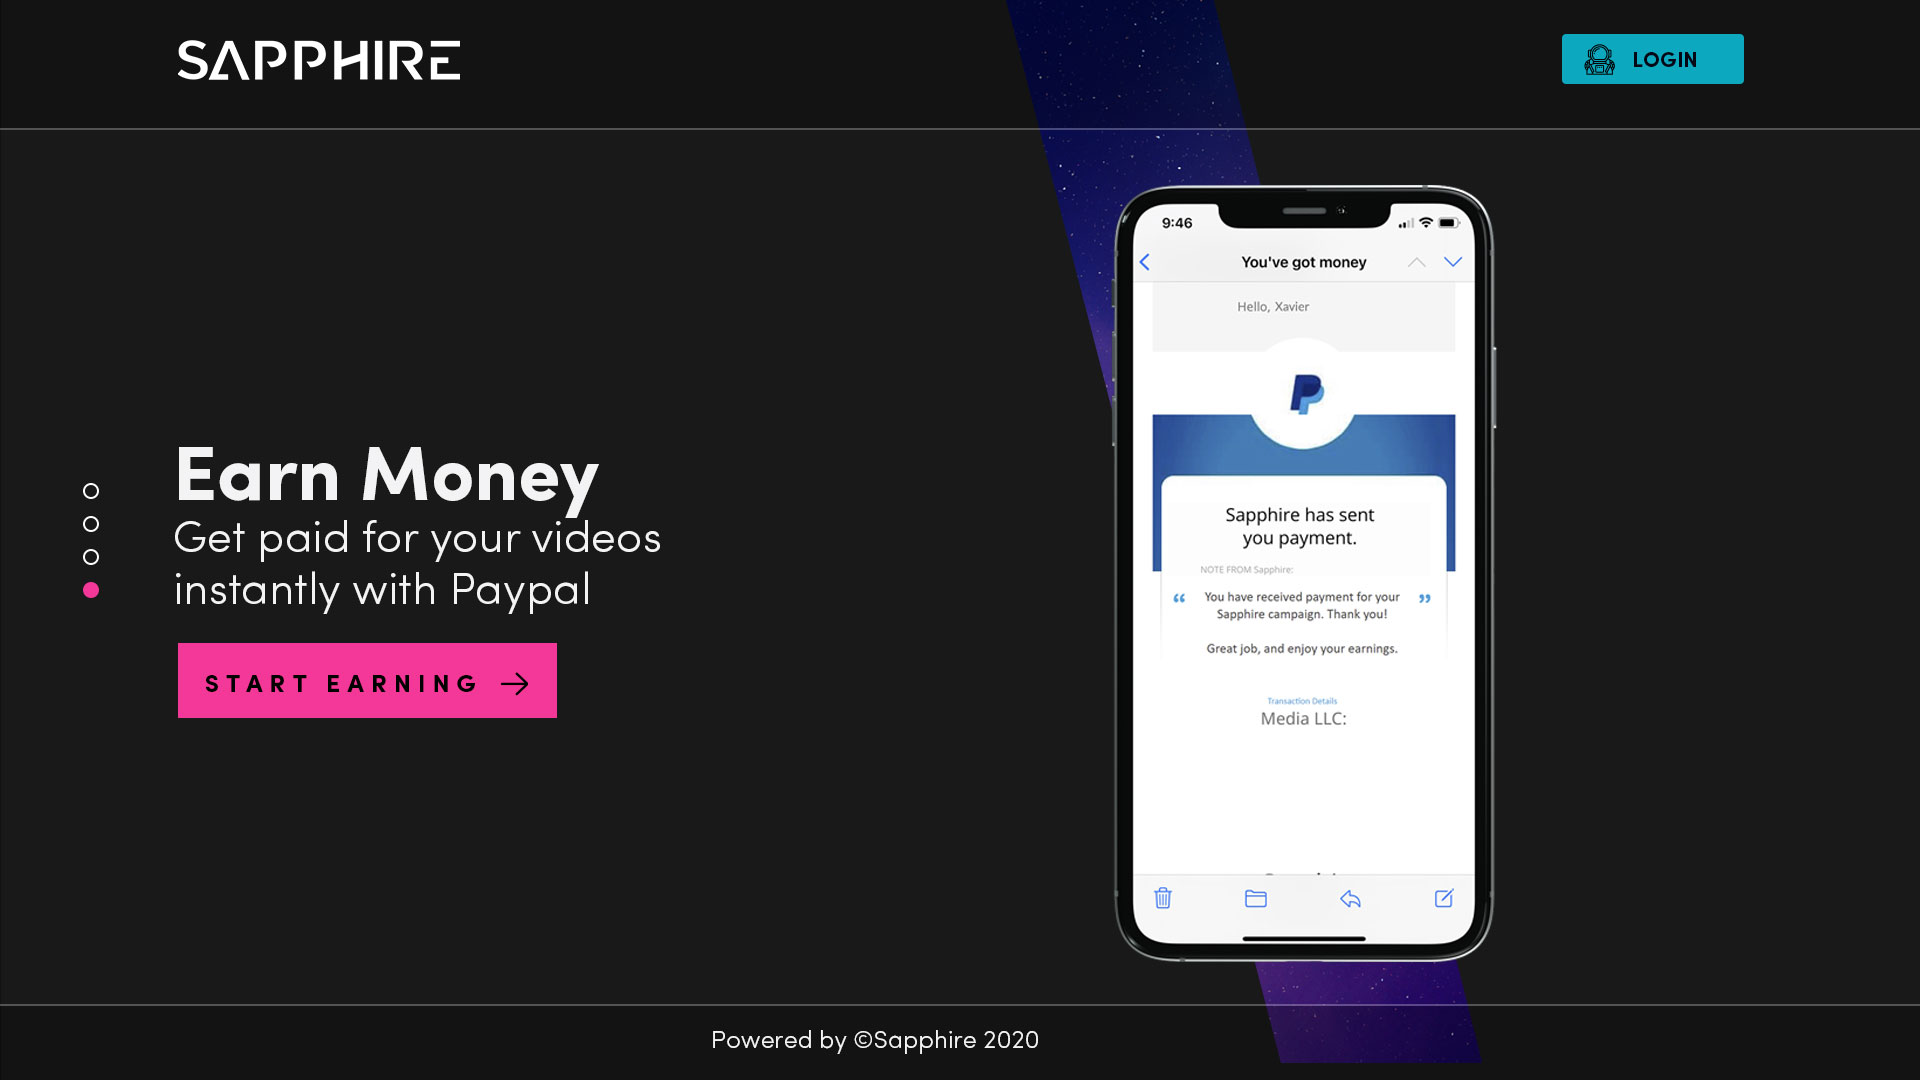 SAPPHIRE
LOGIN
Earn Money
Get paid for your videos
instantly with Paypal
START EARNING
9:46
You've got money
Hello, Xavier
Sapphire has sent
you payment.
NOTE FROM Sapphire:
“ You have received payment for your ”
Sapphire campaign. Thank you!
Great job, and enjoy your earnings.
Transaction Details
Media LLC:
Powered by ©Sapphire 2020